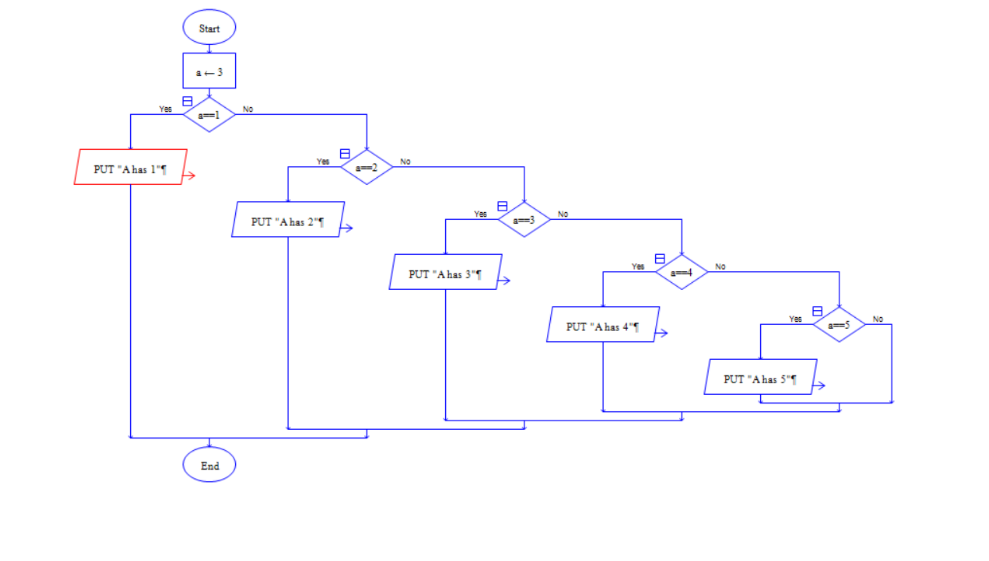 Start
a ← 3
Yes
a==1
No
PUT "A has 1"¶
Yes
a==2
No
PUT "A has 2"¶
Yes
a==3
No
PUT "A has 3"¶
Yes
a==4
No
PUT "A has 4"¶
Yes
a==5
No
PUT "A has 5"¶
End